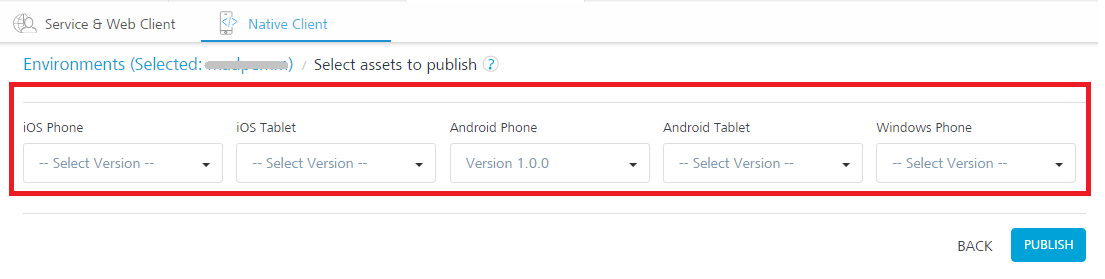 Service & Web Client Native Client
Environments (Selected: ) / Select assets to publish ?
iOS Phone iOS Tablet Android Phone Android Tablet Windows Phone
-- Select Version -- -- Select Version -- Version 1.0.0 -- Select Version -- -- Select Version --
BACK PUBLISH